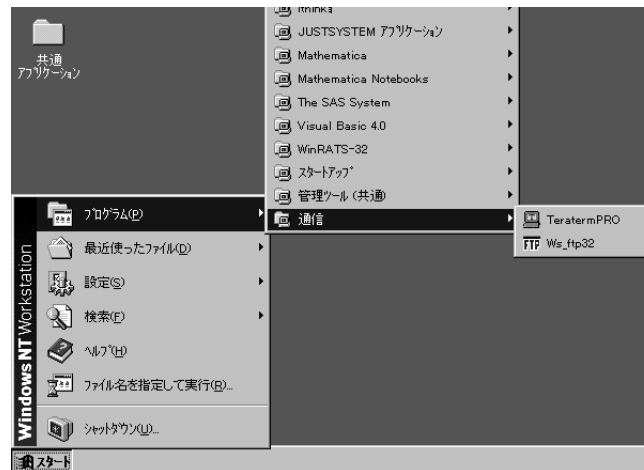 共通
ｱﾌﾟﾘｹｰｼｮﾝ
Ithink3
JUSTSYSTEM ｱﾌﾟﾘｹｰｼｮﾝ
Mathematica
Mathematica Notebooks
The SAS System
Visual Basic 4.0
WinRATS-32
ｽﾀｰﾄｱｯﾌﾟ
管理ﾂｰﾙ (共通)
通信
TeratermPRO
FTP Ws_ftp32
ﾌﾟﾛｸﾞﾗﾑ(P)
最近使ったﾌｧｲﾙ(D)
設定(S)
検索(F)
ﾍﾙﾌﾟ(H)
ﾌｧｲﾙ名を指定して実行(R)...
ｼｬｯﾄﾀﾞｳﾝ(U)...
Windows NT Workstation
ｽﾀｰﾄ